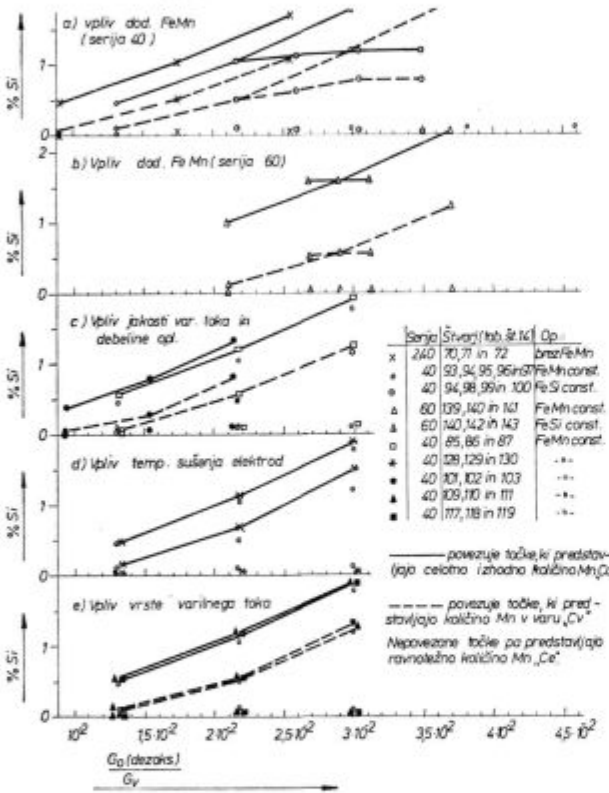 a) vpliv dod. FeMn
(serija 40)
% Si
1
0
b) Vpliv dod. FeMn (serija 60)
% Si
2
1
0
c) Vpliv jakosti var. toka in
debeline opl.
% Si
1
0
Serija Štvarj (tab. št. 14) Op.
x 240 70,71 in 72 brez FeMn
40 93,94,95,96 in 97 FeMn const.
40 94,98,99 in 100 FeSi const.
60 139,140 in 141 FeMn const.
60 140,142 in 143 FeSi const.
40 85,86 in 87 FeMn const.
40 128,129 in 130 -"-
40 101,102 in 103 -"-
40 109,110 in 111 -"-
40 117,118 in 119 -"-
d) Vpliv temp. sušenja elektrod
% Si
1
0
povezuje točke, ki predstav-
ljajo celotno izhodno količino Mn
povezuje točke, ki pred-
stavljajo količino Mn v varu „Cv"
Nepovezane točke pa predstavljajo
ravnotežno količino Mn „Ce"
e) Vpliv vrste varilnega toka
% Si
1
0
10² 1,5·10² 2·10² 2,5·10² 3·10² 3,5·10² 4·10² 4,5·10²
G₀ (dezoks.)
Gᵥ